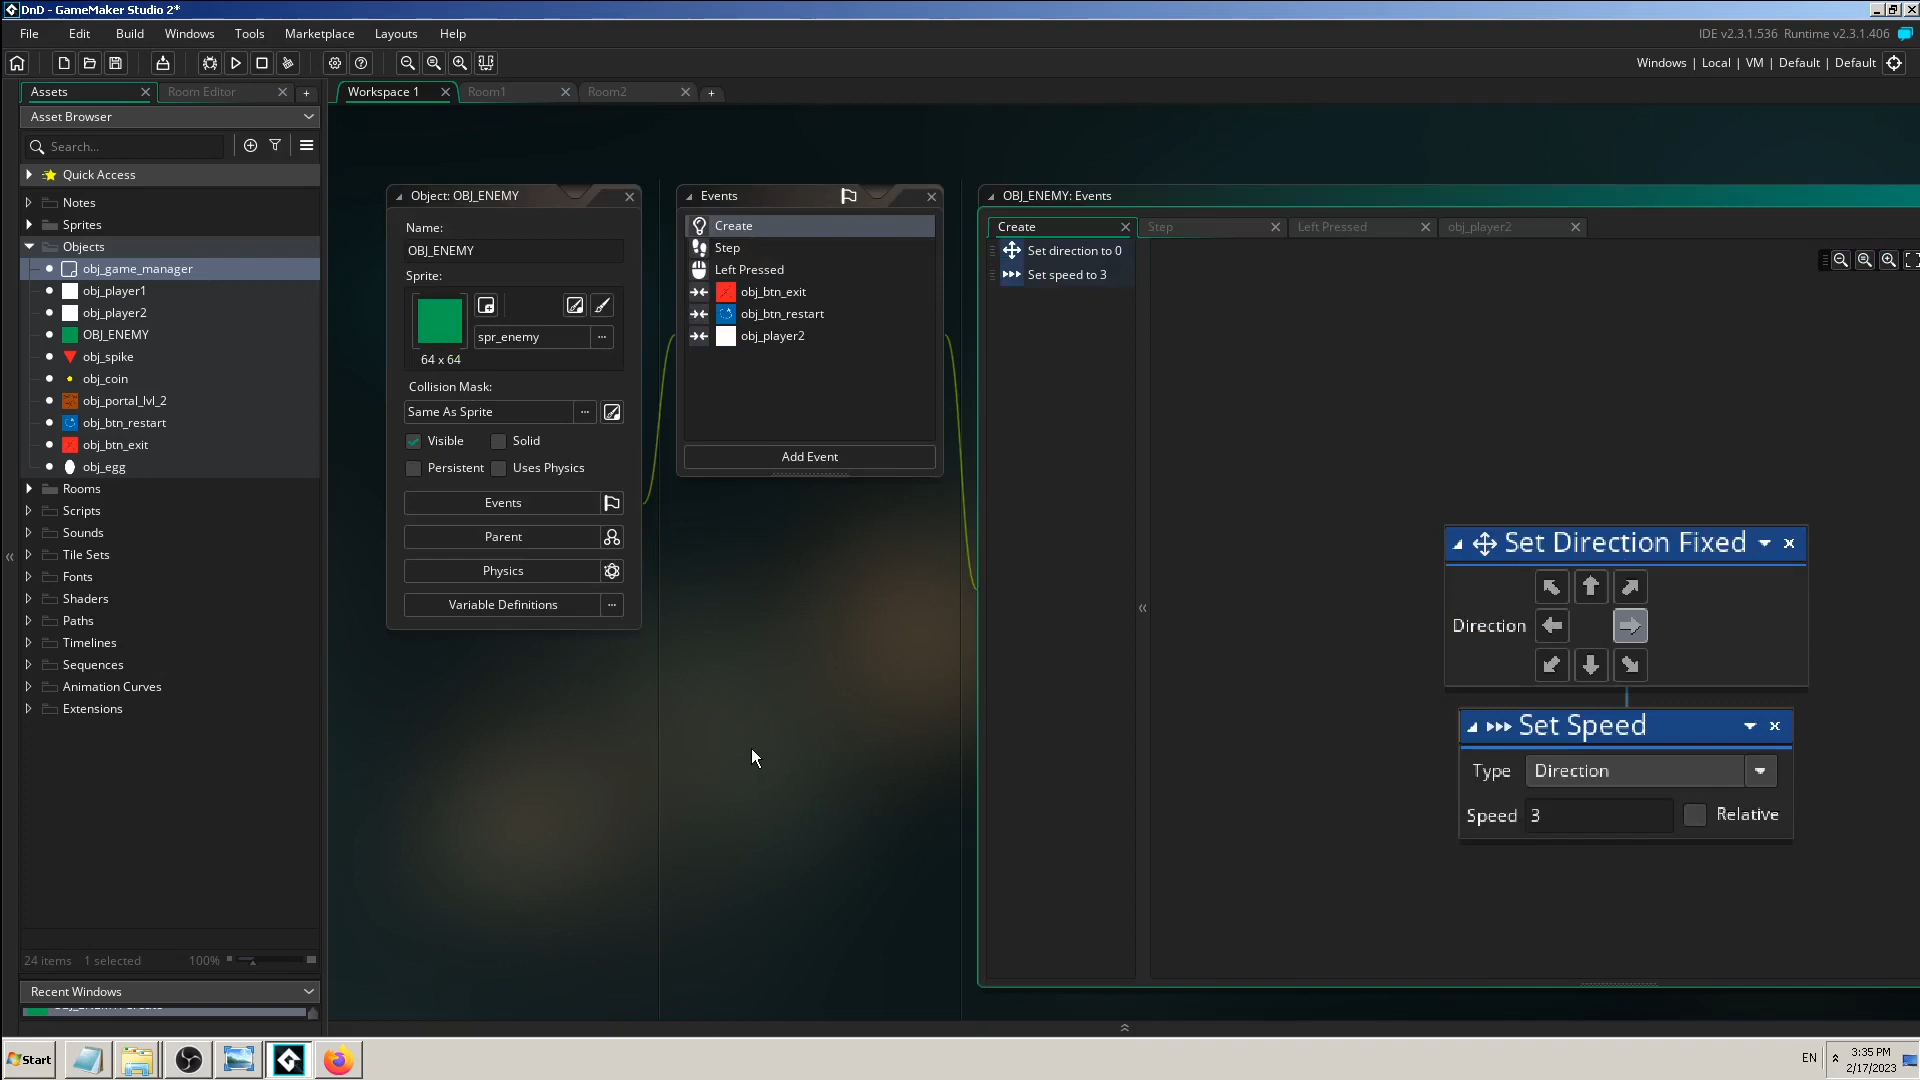 DnD - GameMaker Studio 2*
File Edit Build Windows Tools Marketplace Layouts Help
IDE v2.3.1.536 Runtime v2.3.1.406
Windows | Local | VM | Default | Default
Assets
Room Editor
Workspace 1
Room1
Room2
Asset Browser
Search...
Quick Access
Notes
Sprites
Objects
obj_game_manager
obj_player1
obj_player2
OBJ_ENEMY
obj_spike
obj_coin
obj_portal_lvl_2
obj_btn_restart
obj_btn_exit
obj_egg
Rooms
Scripts
Sounds
Tile Sets
Fonts
Shaders
Paths
Timelines
Sequences
Animation Curves
Extensions
24 items 1 selected 100%
Recent Windows
Object: OBJ_ENEMY
Name:
OBJ_ENEMY
Sprite:
spr_enemy
64 x 64
Collision Mask:
Same As Sprite
Visible Solid
Persistent Uses Physics
Events
Parent
Physics
Variable Definitions
Events
Create
Step
Left Pressed
obj_btn_exit
obj_btn_restart
obj_player2
Add Event
OBJ_ENEMY: Events
Create
Step
Left Pressed
obj_player2
Set direction to 0
Set speed to 3
Set Direction Fixed
Direction
Set Speed
Type Direction
Speed 3 Relative
Start
EN
3:35 PM
2/17/2023